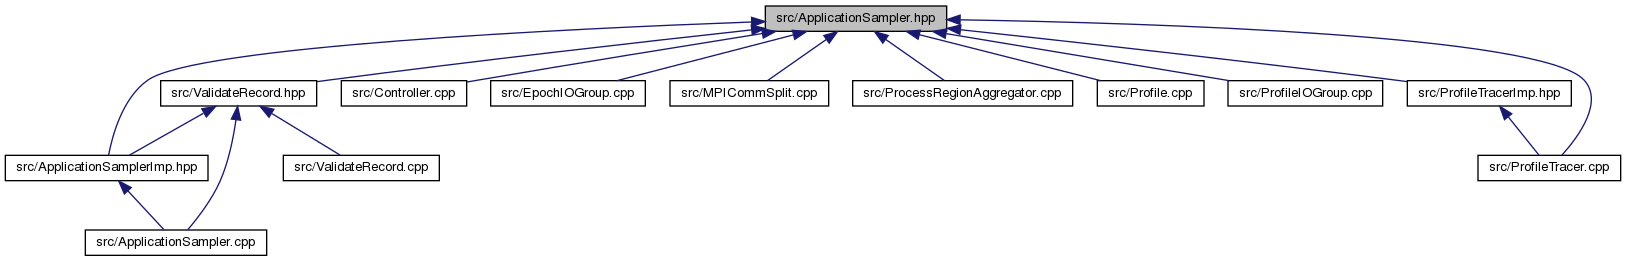 src/ApplicationSampler.hpp
src/ValidateRecord.hpp
src/Controller.cpp
src/EpochIOGroup.cpp
src/MPICommSplit.cpp
src/ProcessRegionAggregator.cpp
src/Profile.cpp
src/ProfileIOGroup.cpp
src/ProfileTracerImp.hpp
src/ApplicationSamplerImp.hpp
src/ValidateRecord.cpp
src/ProfileTracer.cpp
src/ApplicationSampler.cpp